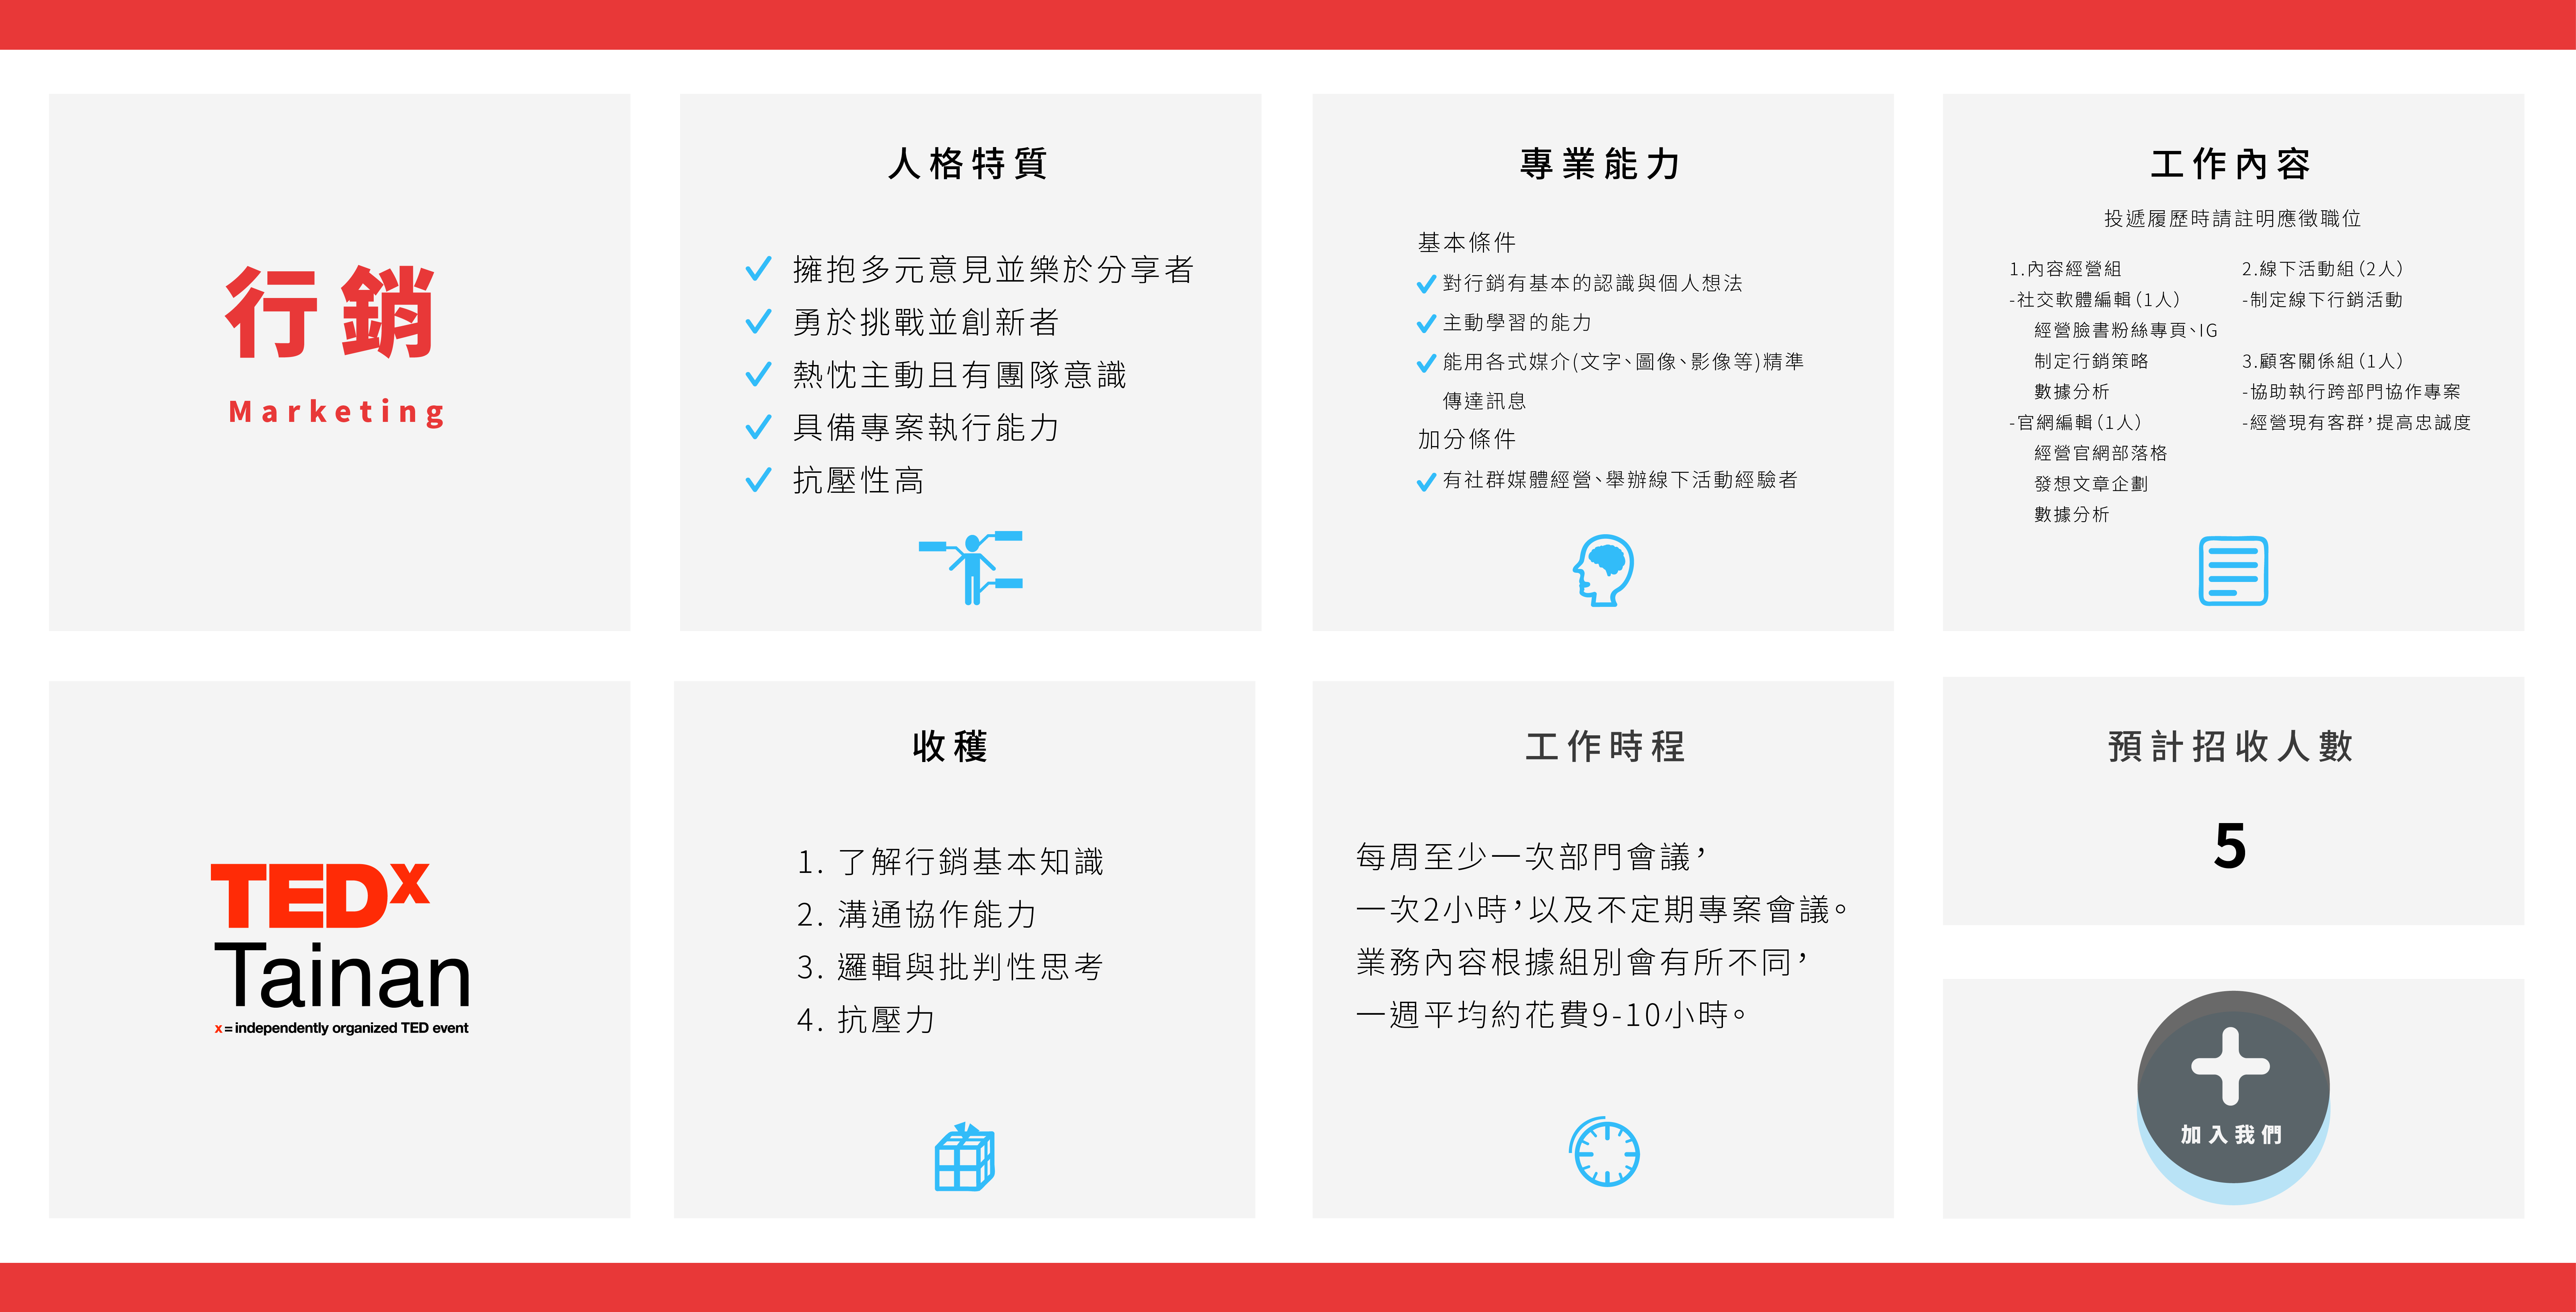 行銷
Marketing
人格特質
擁抱多元意見並樂於分享者
勇於挑戰並創新者
熱忱主動且有團隊意識
具備專案執行能力
抗壓性高
專業能力
基本條件
對行銷有基本的認識與個人想法
主動學習的能力
能用各式媒介(文字、圖像、影像等)精準
傳達訊息
加分條件
有社群媒體經營、舉辦線下活動經驗者
工作內容
投遞履歷時請註明應徵職位
1.內容經營組
-社交軟體編輯（1人）
經營臉書粉絲專頁、IG
制定行銷策略
數據分析
-官網編輯（1人）
經營官網部落格
發想文章企劃
數據分析
2.線下活動組（2人）
-制定線下行銷活動
3.顧客關係組（1人）
-協助執行跨部門協作專案
-經營現有客群，提高忠誠度
TEDx
Tainan
x = independently organized TED event
收穫
1. 了解行銷基本知識
2. 溝通協作能力
3. 邏輯與批判性思考
4. 抗壓力
工作時程
每周至少一次部門會議，
一次2小時，以及不定期專案會議。
業務內容根據組別會有所不同，
一週平均約花費9-10小時。
預計招收人數
5
加入我們